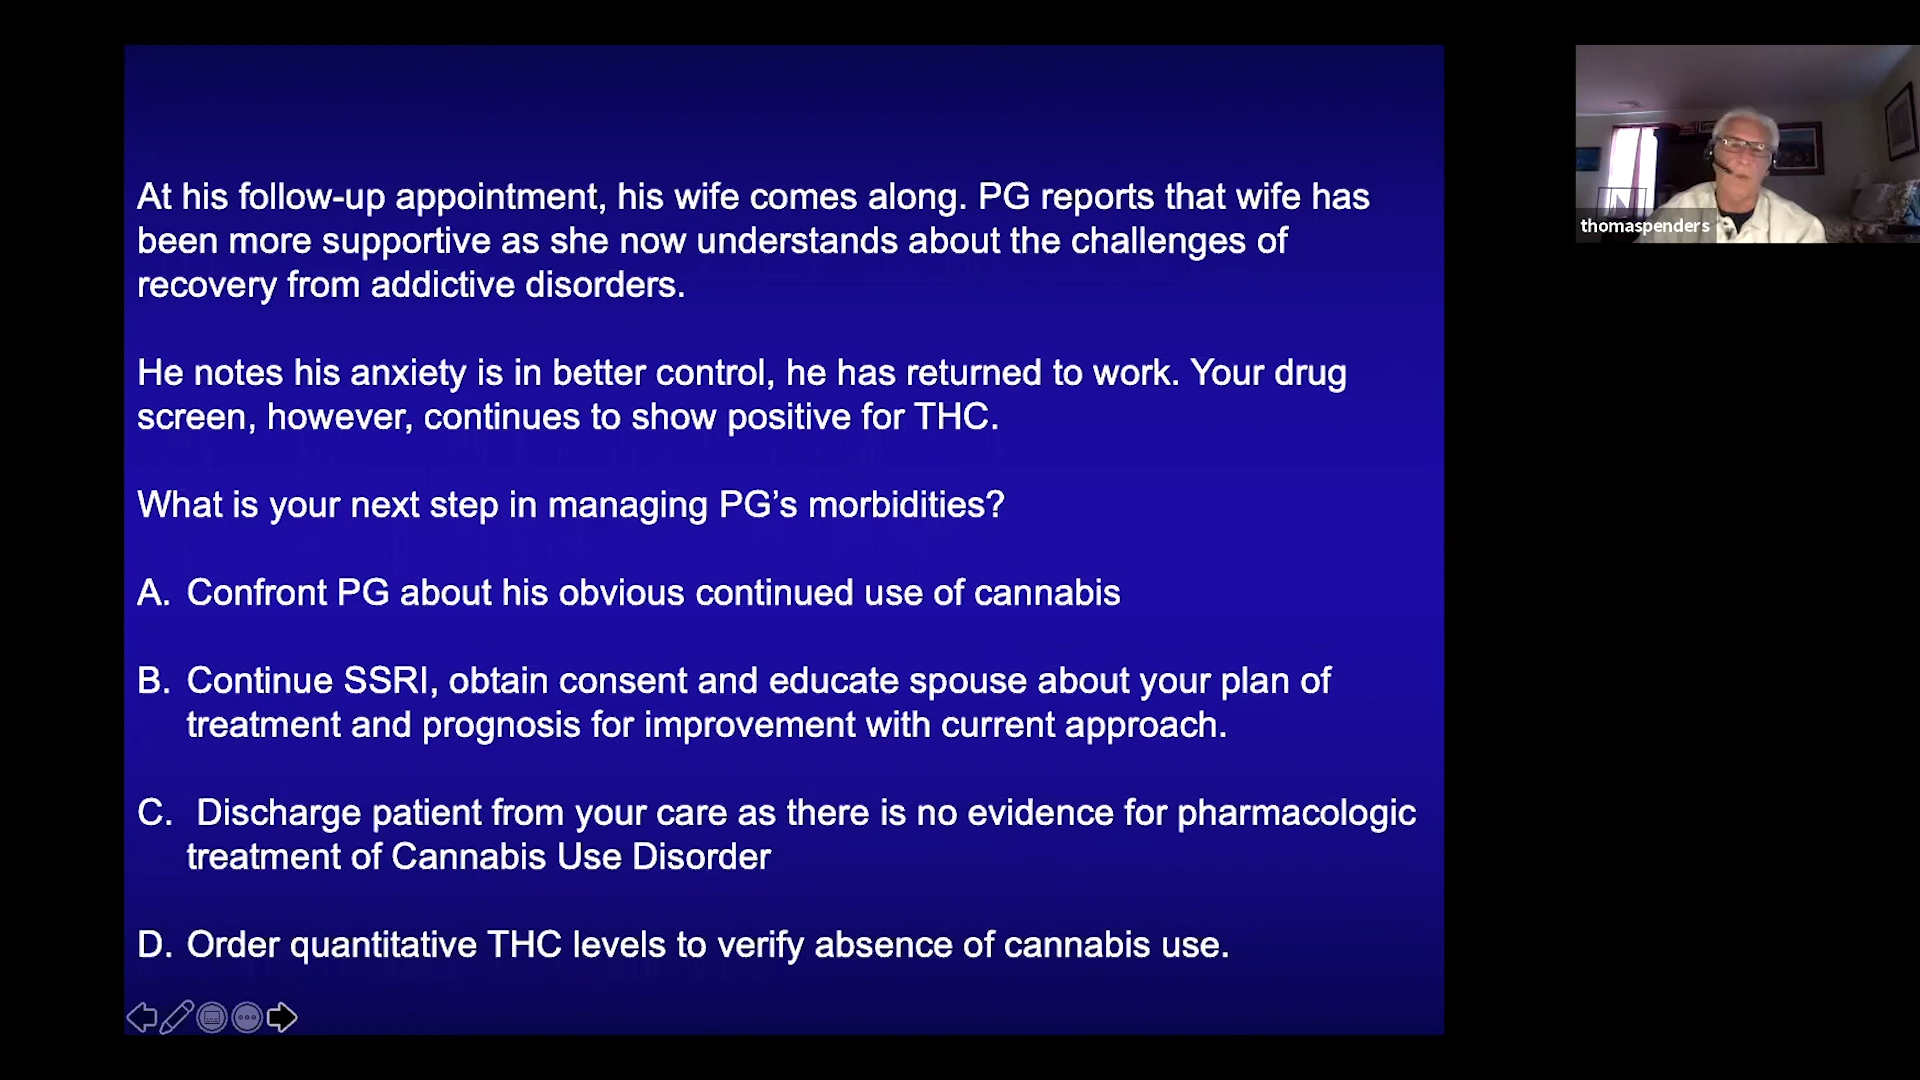 At his follow-up appointment, his wife comes along. PG reports that wife has
been more supportive as she now understands about the challenges of
recovery from addictive disorders.
He notes his anxiety is in better control, he has returned to work. Your drug
screen, however, continues to show positive for THC.
What is your next step in managing PG’s morbidities?
A. Confront PG about his obvious continued use of cannabis
B. Continue SSRI, obtain consent and educate spouse about your plan of
treatment and prognosis for improvement with current approach.
C. Discharge patient from your care as there is no evidence for pharmacologic
treatment of Cannabis Use Disorder
D. Order quantitative THC levels to verify absence of cannabis use.
thomaspenders